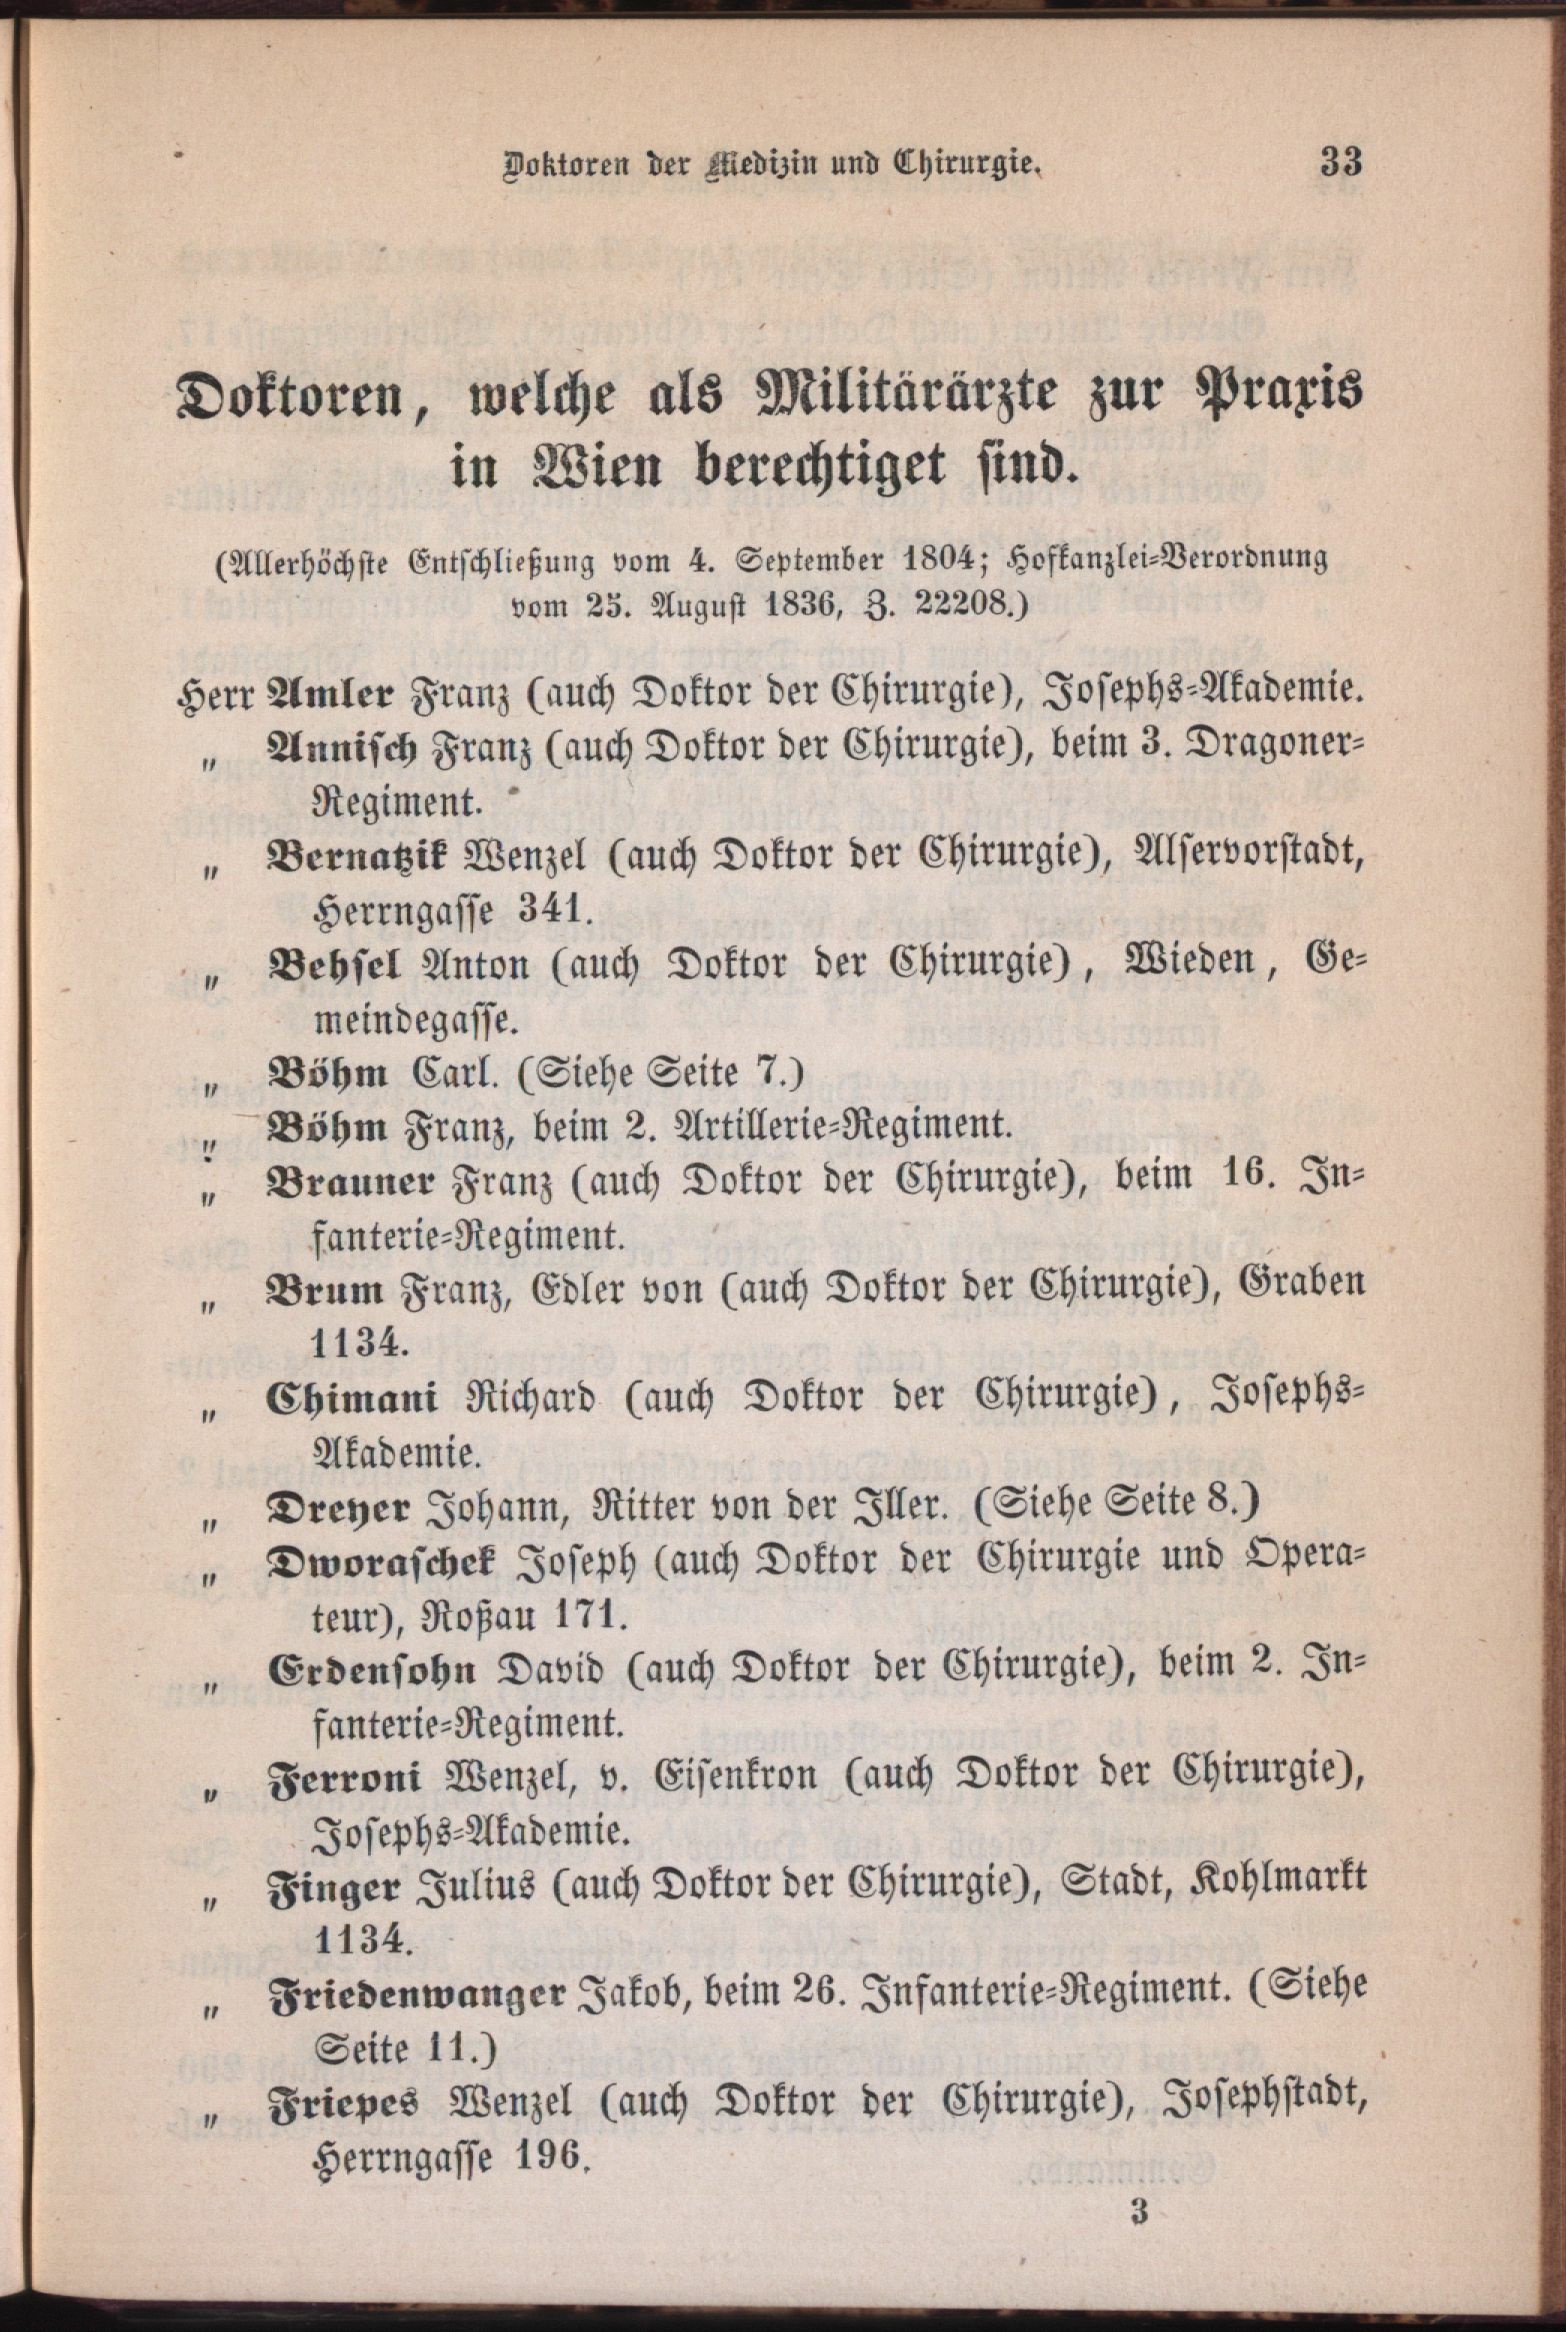 Doktoren der Medizin und Chirurgie. 33
Doktoren, welche als Militärärzte zur Praxis
in Wien berechtiget sind.
(Allerhöchste Entschließung vom 4. September 1804; Hofkanzlei-Verordnung
vom 25. August 1836, Z. 22208.)
Herr Amler Franz (auch Doktor der Chirurgie), Josephs-Akademie.
„ Annisch Franz (auch Doktor der Chirurgie), beim 3. Dragoner-
Regiment.
„ Bernatzik Wenzel (auch Doktor der Chirurgie), Alservorstadt,
Herrngasse 341.
„ Behsel Anton (auch Doktor der Chirurgie), Wieden, Ge-
meindegasse.
„ Böhm Carl. (Siehe Seite 7.)
„ Böhm Franz, beim 2. Artillerie-Regiment.
„ Brauner Franz (auch Doktor der Chirurgie), beim 16. In-
fanterie-Regiment.
„ Brum Franz, Edler von (auch Doktor der Chirurgie), Graben
1134.
„ Chimani Richard (auch Doktor der Chirurgie), Josephs-
Akademie.
„ Dreyer Johann, Ritter von der Iller. (Siehe Seite 8.)
„ Dworaschek Joseph (auch Doktor der Chirurgie und Opera-
teur), Roßau 171.
„ Erdensohn David (auch Doktor der Chirurgie), beim 2. In-
fanterie-Regiment.
„ Ferroni Wenzel, v. Eisenkron (auch Doktor der Chirurgie),
Josephs-Akademie.
„ Finger Julius (auch Doktor der Chirurgie), Stadt, Kohlmarkt
1134.
„ Friedenwanger Jakob, beim 26. Infanterie-Regiment. (Siehe
Seite 11.)
„ Friepes Wenzel (auch Doktor der Chirurgie), Josephstadt,
Herrngasse 196.
3